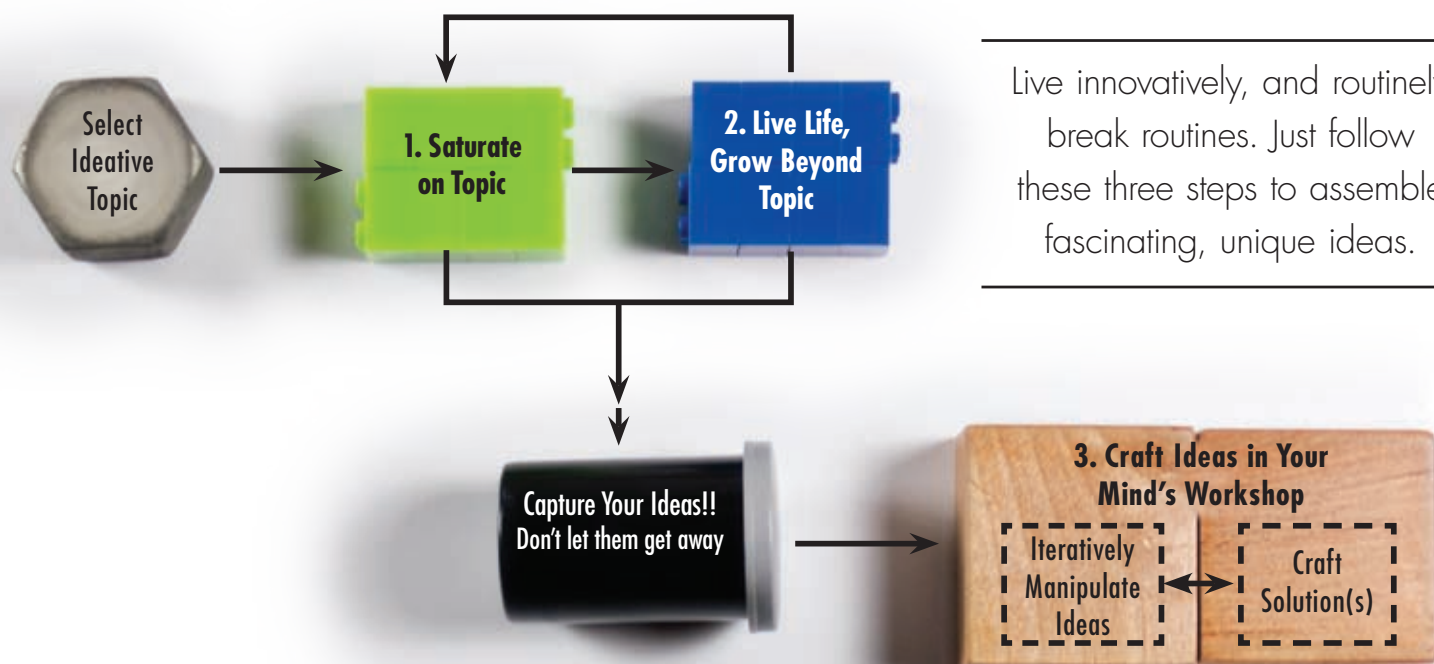 Select
Ideative
Topic
1. Saturate
on Topic
2. Live Life,
Grow Beyond
Topic
Live innovatively, and
break routines. Just follow
these three steps to assemble
fascinating, unique ideas.
Capture Your Ideas!!
Don't let them get away
3. Craft Ideas in Your
Mind's Workshop
Iteratively
Manipulate
Ideas
Craft
Solution(s)